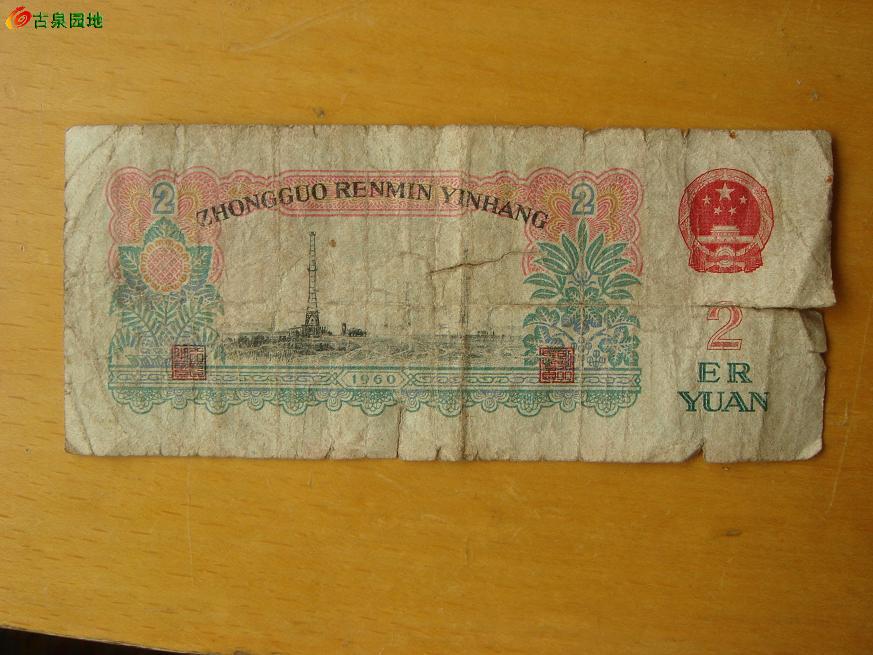 古泉园地
2
2
ZHONGGUO RENMIN YINHANG
2
ER
YUAN
1960